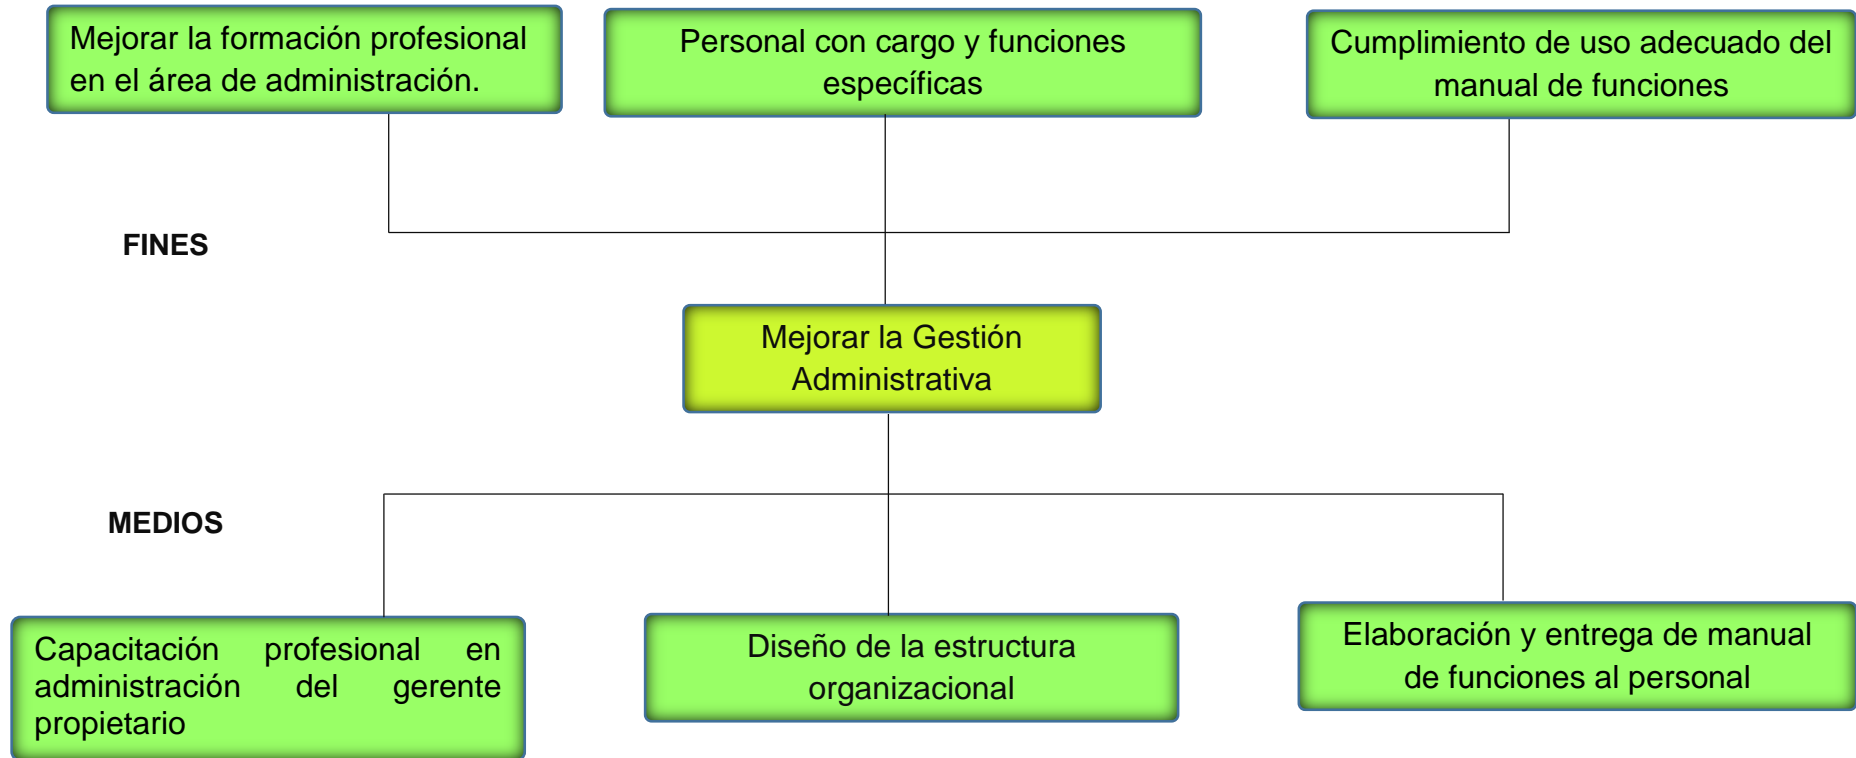 Mejorar la formación profesional
en el área de administración.
Personal con cargo y funciones
específicas
Cumplimiento de uso adecuado del
manual de funciones
FINES
Mejorar la Gestión
Administrativa
MEDIOS
Capacitación profesional en
administración del gerente
propietario
Diseño de la estructura
organizacional
Elaboración y entrega de manual
de funciones al personal